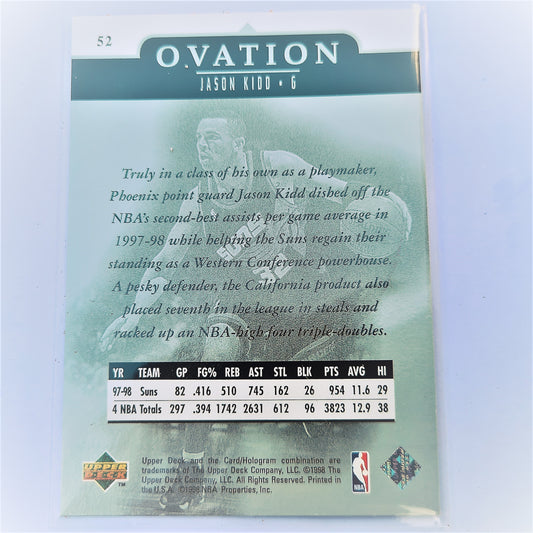 52
OVATION
JASON KIDD • G
Truly in a class of his own as a playmaker,
Phoenix point guard Jason Kidd dished off the
NBA's second-best assists per game average in
1997-98 while helping the Suns regain their
standing as a Western Conference powerhouse.
A pesky defender, the California product also
placed seventh in the league in steals and
racked up an NBA-high four triple-doubles.
YR TEAM GP FG% REB AST STL BLK PTS AVG HI
97-98 Suns 82 .416 510 745 162 26 954 11.6 29
4 NBA Totals 297 .394 1742 2631 612 96 3823 12.9 38
Upper Deck and the Card/Hologram combination are
trademarks of The Upper Deck Company, LLC. ©1998 The
Upper Deck Company, LLC. All Rights Reserved. Printed in
the U.S.A. ©1998 NBA Properties, Inc.
UPPER
DECK
TM
NBA
SUNS
32